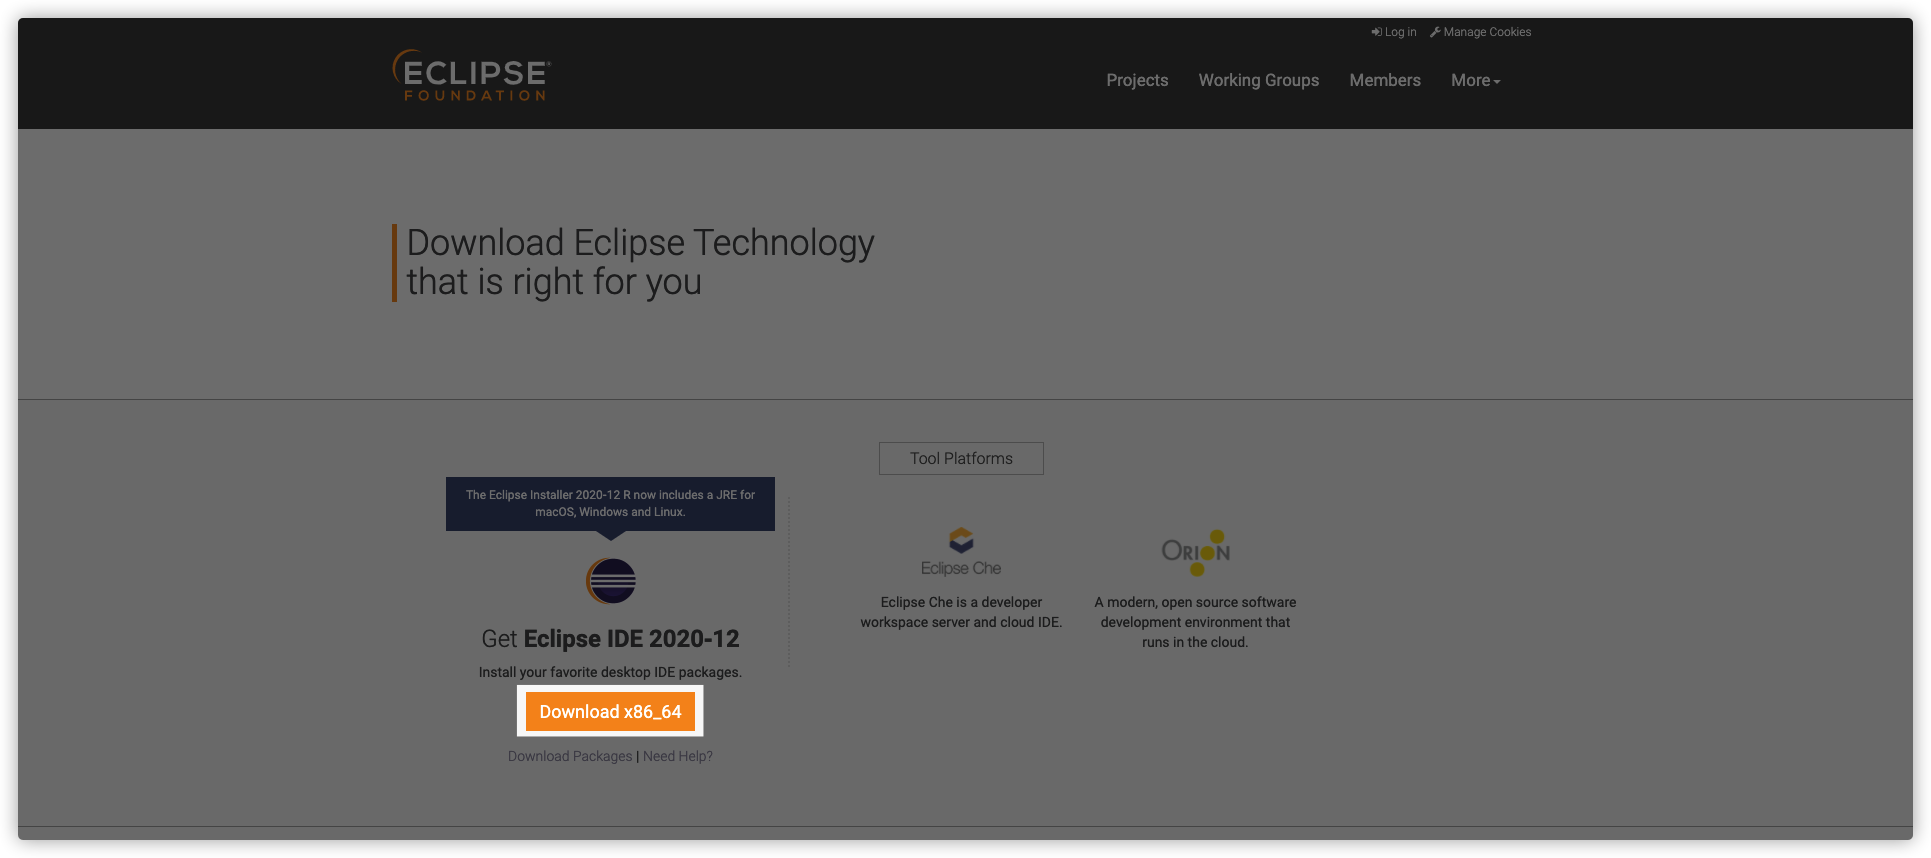 Log in Manage Cookies
ECLIPSE®
FOUNDATION
Projects Working Groups Members More
Download Eclipse Technology
that is right for you
Tool Platforms
The Eclipse Installer 2020-12 R now includes a JRE for
macOS, Windows and Linux.
Get Eclipse IDE 2020-12
Install your favorite desktop IDE packages.
Download x86_64
Download Packages | Need Help?
Eclipse Che
Eclipse Che is a developer
workspace server and cloud IDE.
ORION
A modern, open source software
development environment that
runs in the cloud.